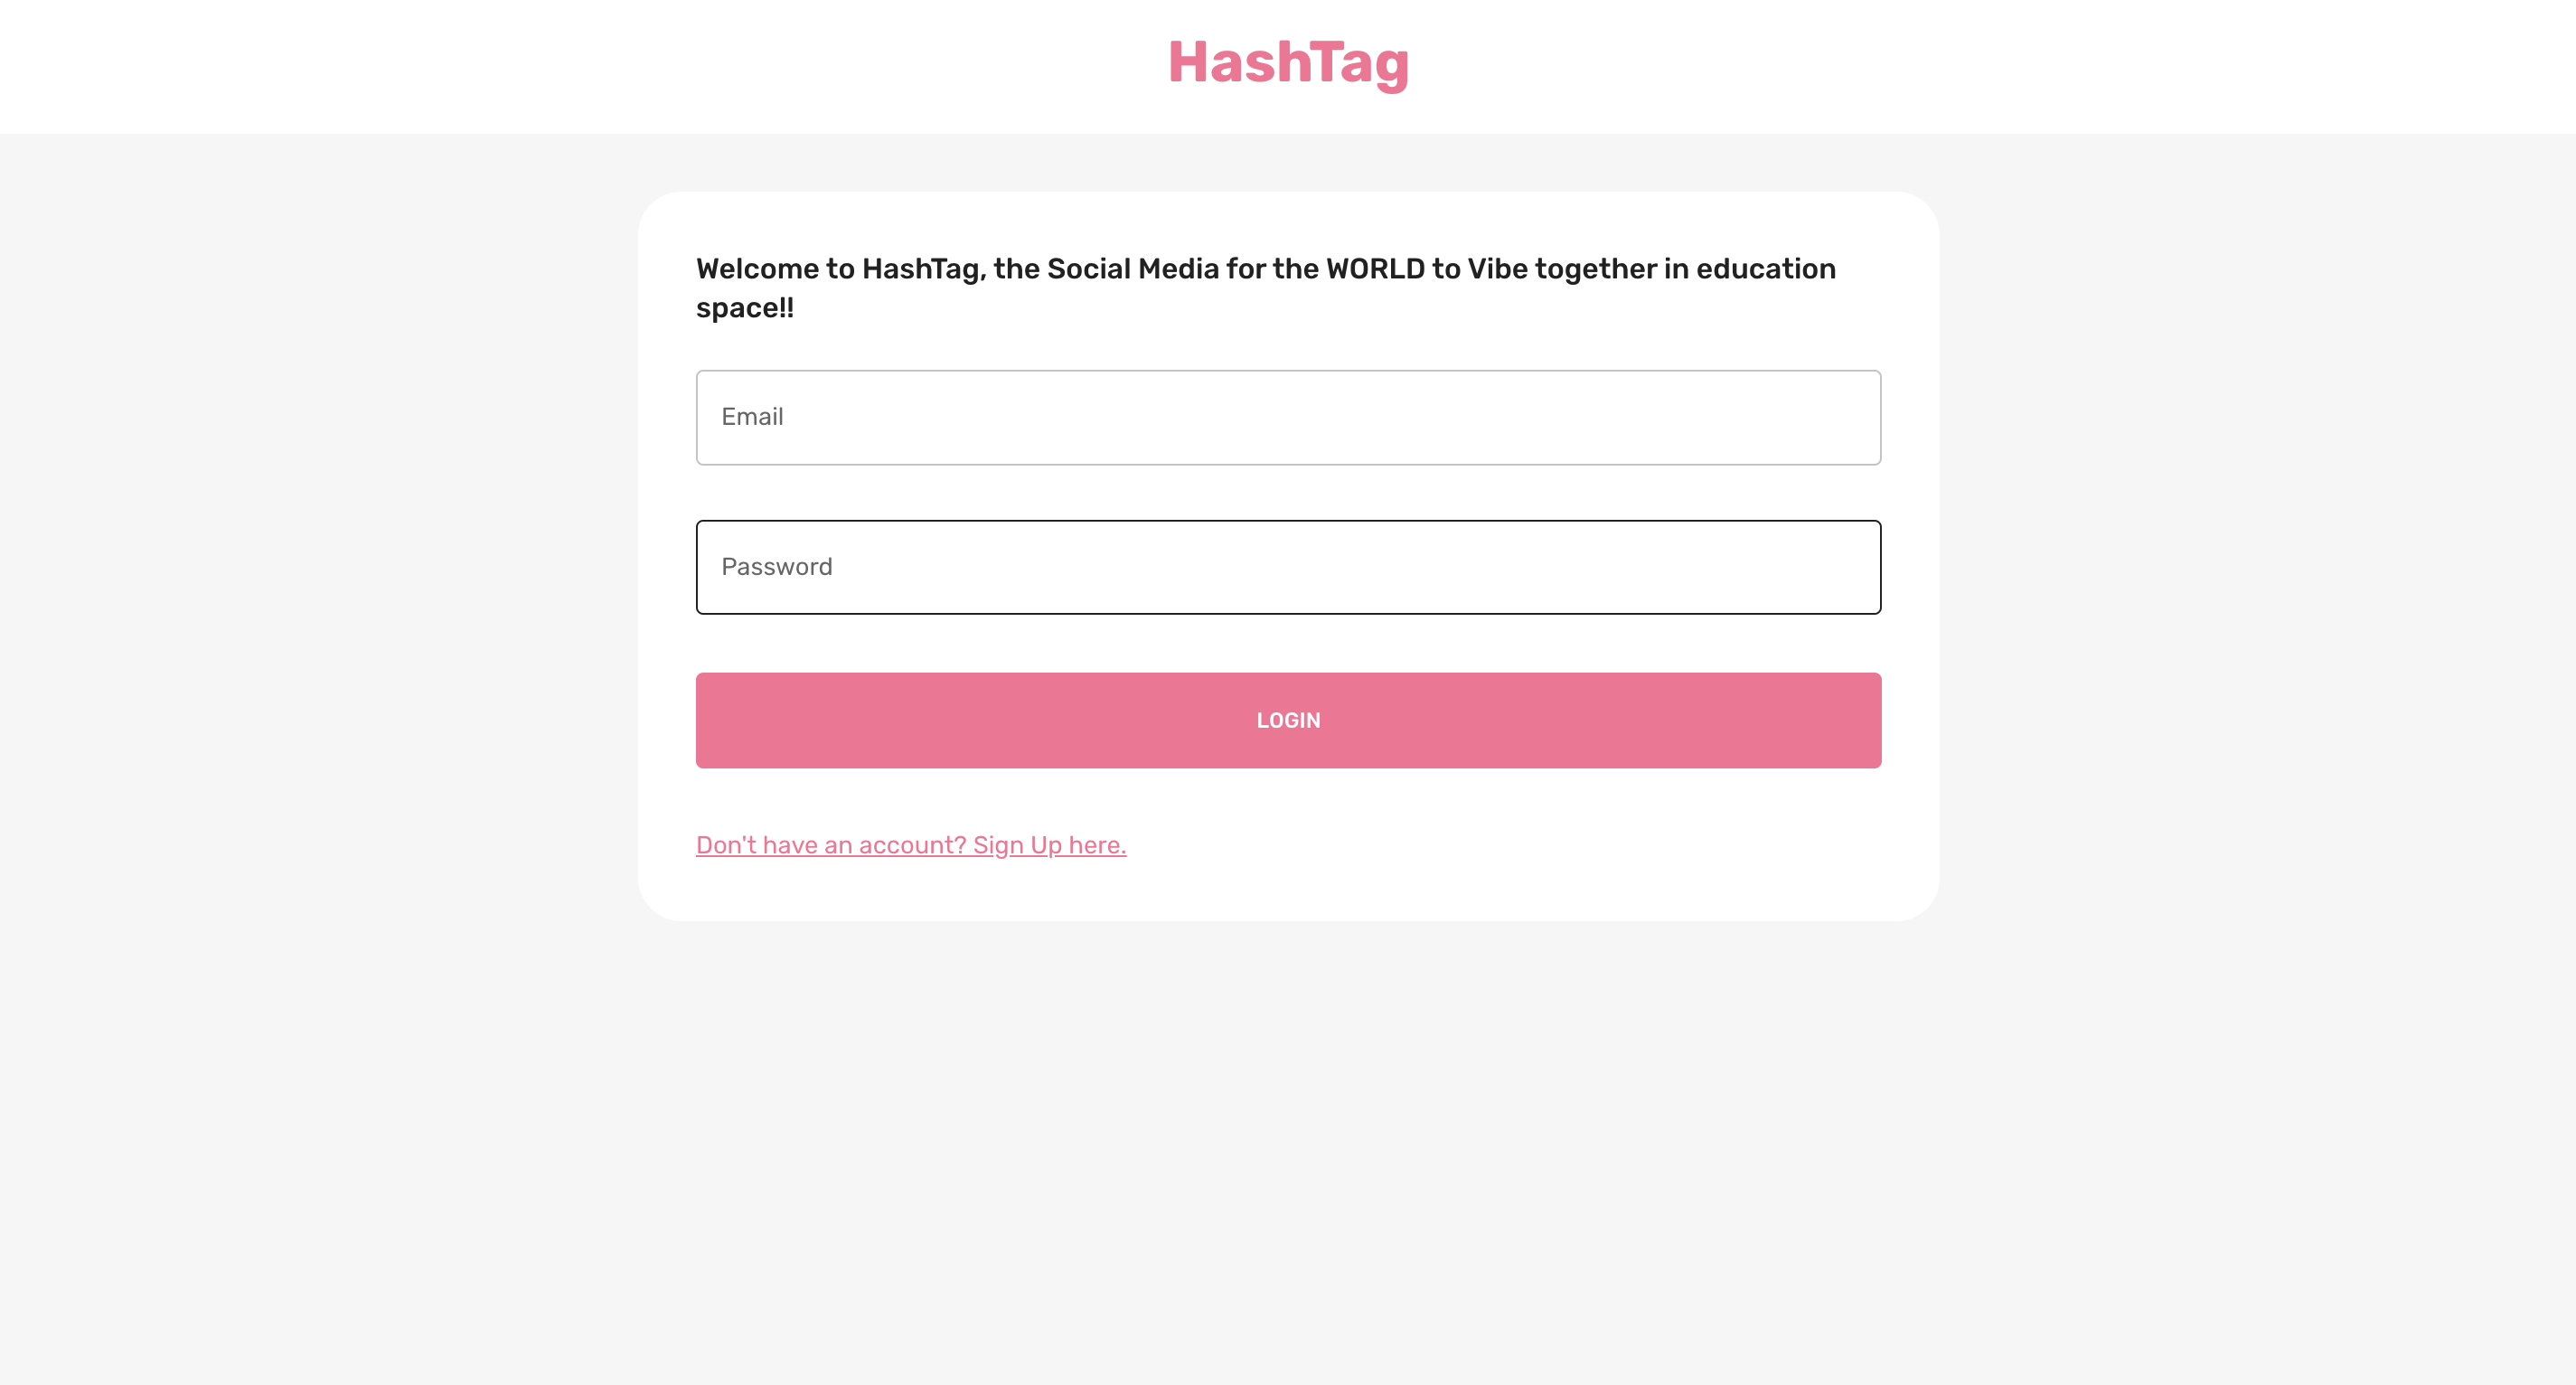 HashTag
Welcome to HashTag, the Social Media for the WORLD to Vibe together in education
space!!
Email
Password
LOGIN
Don't have an account? Sign Up here.